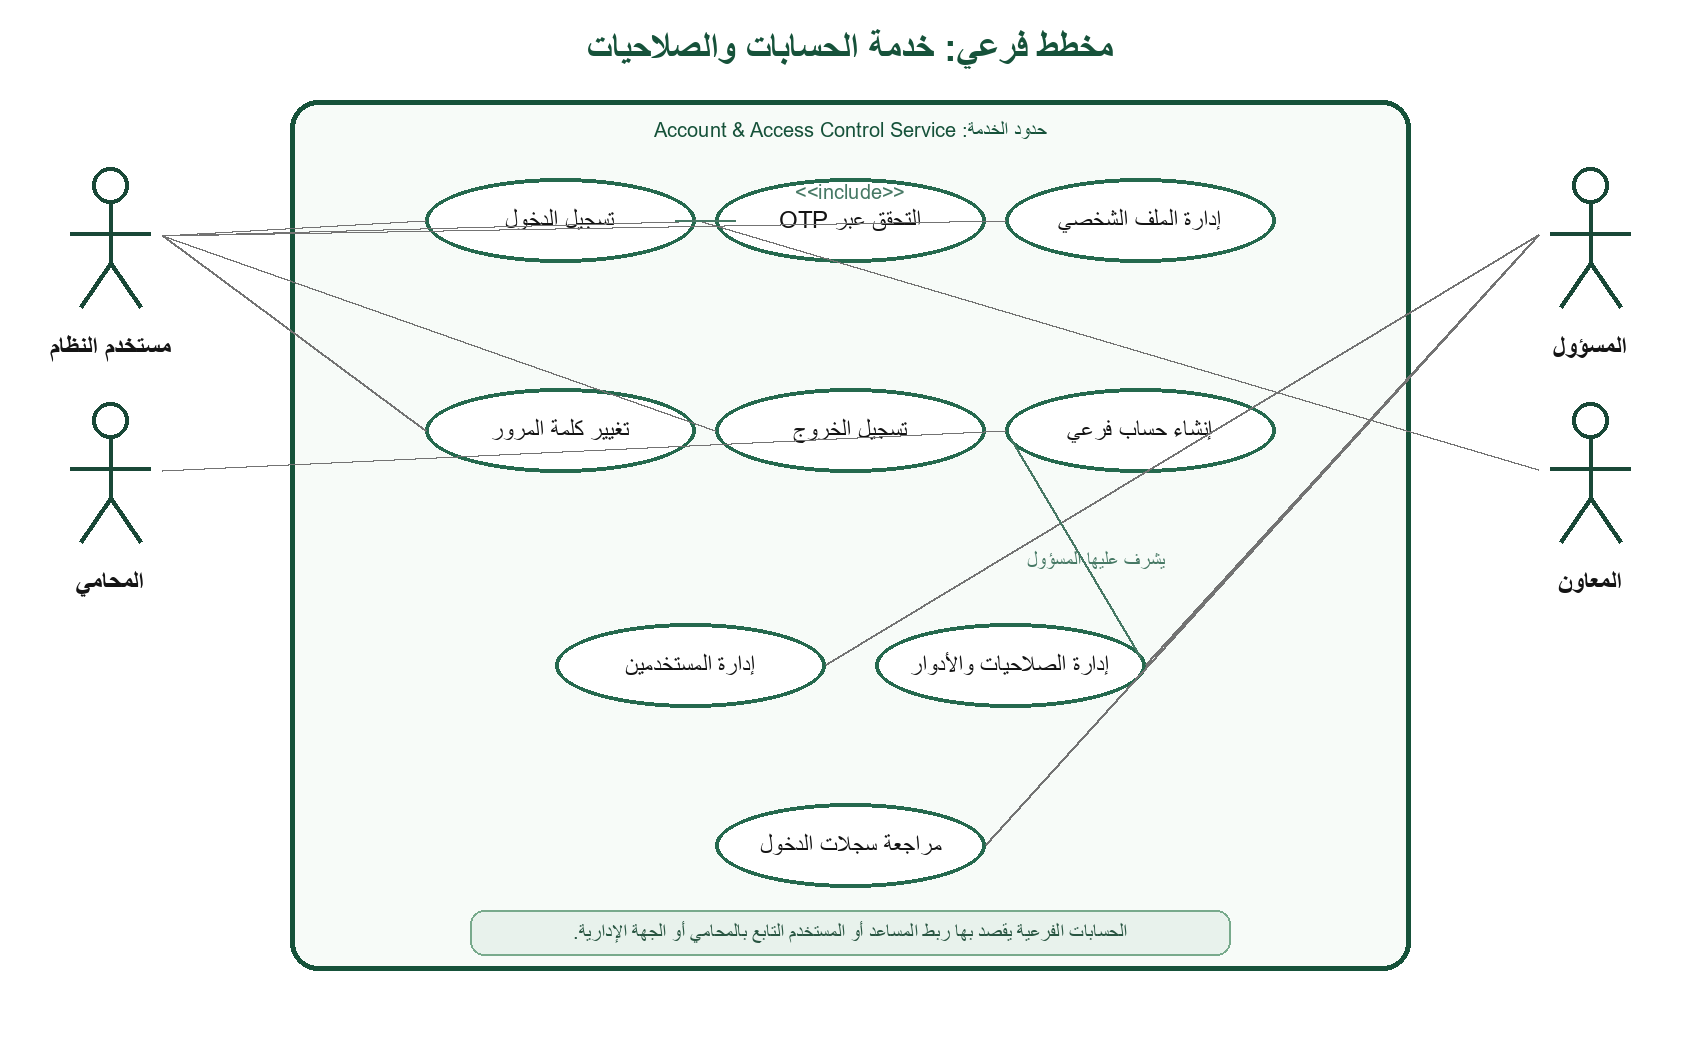 مخطط فرعي: خدمة الحسابات والصلاحيات
حدود الخدمة: Account & Access Control Service
<<include>>
إدارة الملف الشخصي
التحقق عبر OTP
تسجيل الدخول
المسؤول
مستخدم النظام
إنشاء حساب فرعي
تسجيل الخروج
تغيير كلمة المرور
المعاون
المحامي
يشرف عليها المسؤول
إدارة الصلاحيات والأدوار
إدارة المستخدمين
مراجعة سجلات الدخول
الحسابات الفرعية يقصد بها ربط المساعد أو المستخدم التابع بالمحامي أو الجهة الإدارية.